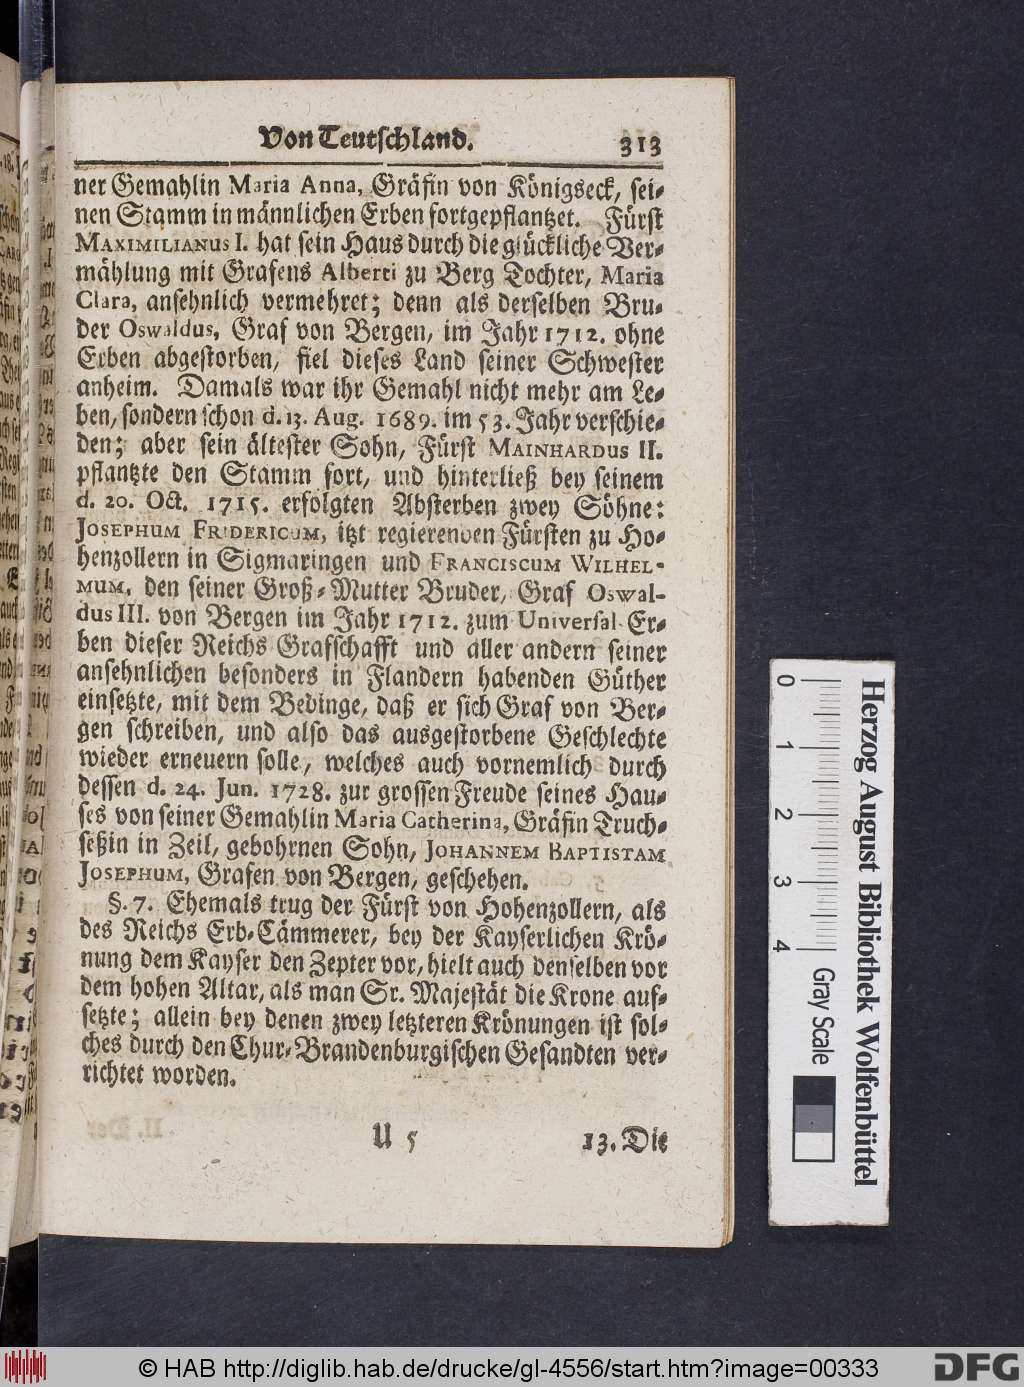 Von Teutschland. 313
ner Gemahlin Maria Anna, Gräfin von Königseck, sei-
nen Stamm in männlichen Erben fortgepflantzet. Fürst
MAXIMILIANUS I. hat sein Haus durch die glückliche Ver-
mählung mit Grafens Alberti zu Berg Tochter, Maria
Clara, ansehnlich vermehret; denn als derselben Bru-
der Oswaldus, Graf von Bergen, im Jahr 1712. ohne
Erben abgestorben, fiel dieses Land seiner Schwester
anheim. Damals war ihr Gemahl nicht mehr am Le-
ben, sondern schon d. 13. Aug. 1689. im 53. Jahr verschie-
den; aber sein ältester Sohn, Fürst MAINHARDUS II.
pflantzte den Stamm fort, und hinterließ bey seinem
d. 20. Oct. 1715. erfolgten Absterben zwey Söhne:
JOSEPHUM FRIDERICUM, itzt regierenden Fürsten zu Ho-
henzollern in Sigmaringen und FRANCISCUM WILHEL-
MUM, den seiner Groß-Mutter Bruder, Graf Oswal-
dus III. von Bergen im Jahr 1712. zum Universal-Er-
ben dieser Reichs Grafschafft und aller andern seiner
ansehnlichen besonders in Flandern habenden Güther
einsetzte, mit dem Bedinge, daß er sich Graf von Ber-
gen schreiben, und also das ausgestorbene Geschlechte
wieder erneuern solle, welches auch vornemlich durch
dessen d. 24. Jun. 1728. zur grossen Freude seines Hau-
ses von seiner Gemahlin Maria Catherina, Gräfin Truch-
seßin in Zeil, gebohrnen Sohn, JOHANNEM BAPTISTAM
JOSEPHUM, Grafen von Bergen, geschehen.
§. 7. Ehemals trug der Fürst von Hohenzollern, als
des Reichs Erb-Cämmerer, bey der Kayserlichen Krö-
nung dem Kayser den Zepter vor, hielt auch denselben vor
dem hohen Altar, als man Sr. Majestät die Krone auf-
setzte; allein bey denen zwey letzteren Krönungen ist sol-
ches durch den Chur-Brandenburgischen Gesandten ver-
richtet worden.
U 5 13. Die
0 1 2 3 4 Gray Scale
Herzog August Bibliothek Wolfenbüttel
© HAB http://diglib.hab.de/drucke/gl-4556/start.htm?image=00333 DFG